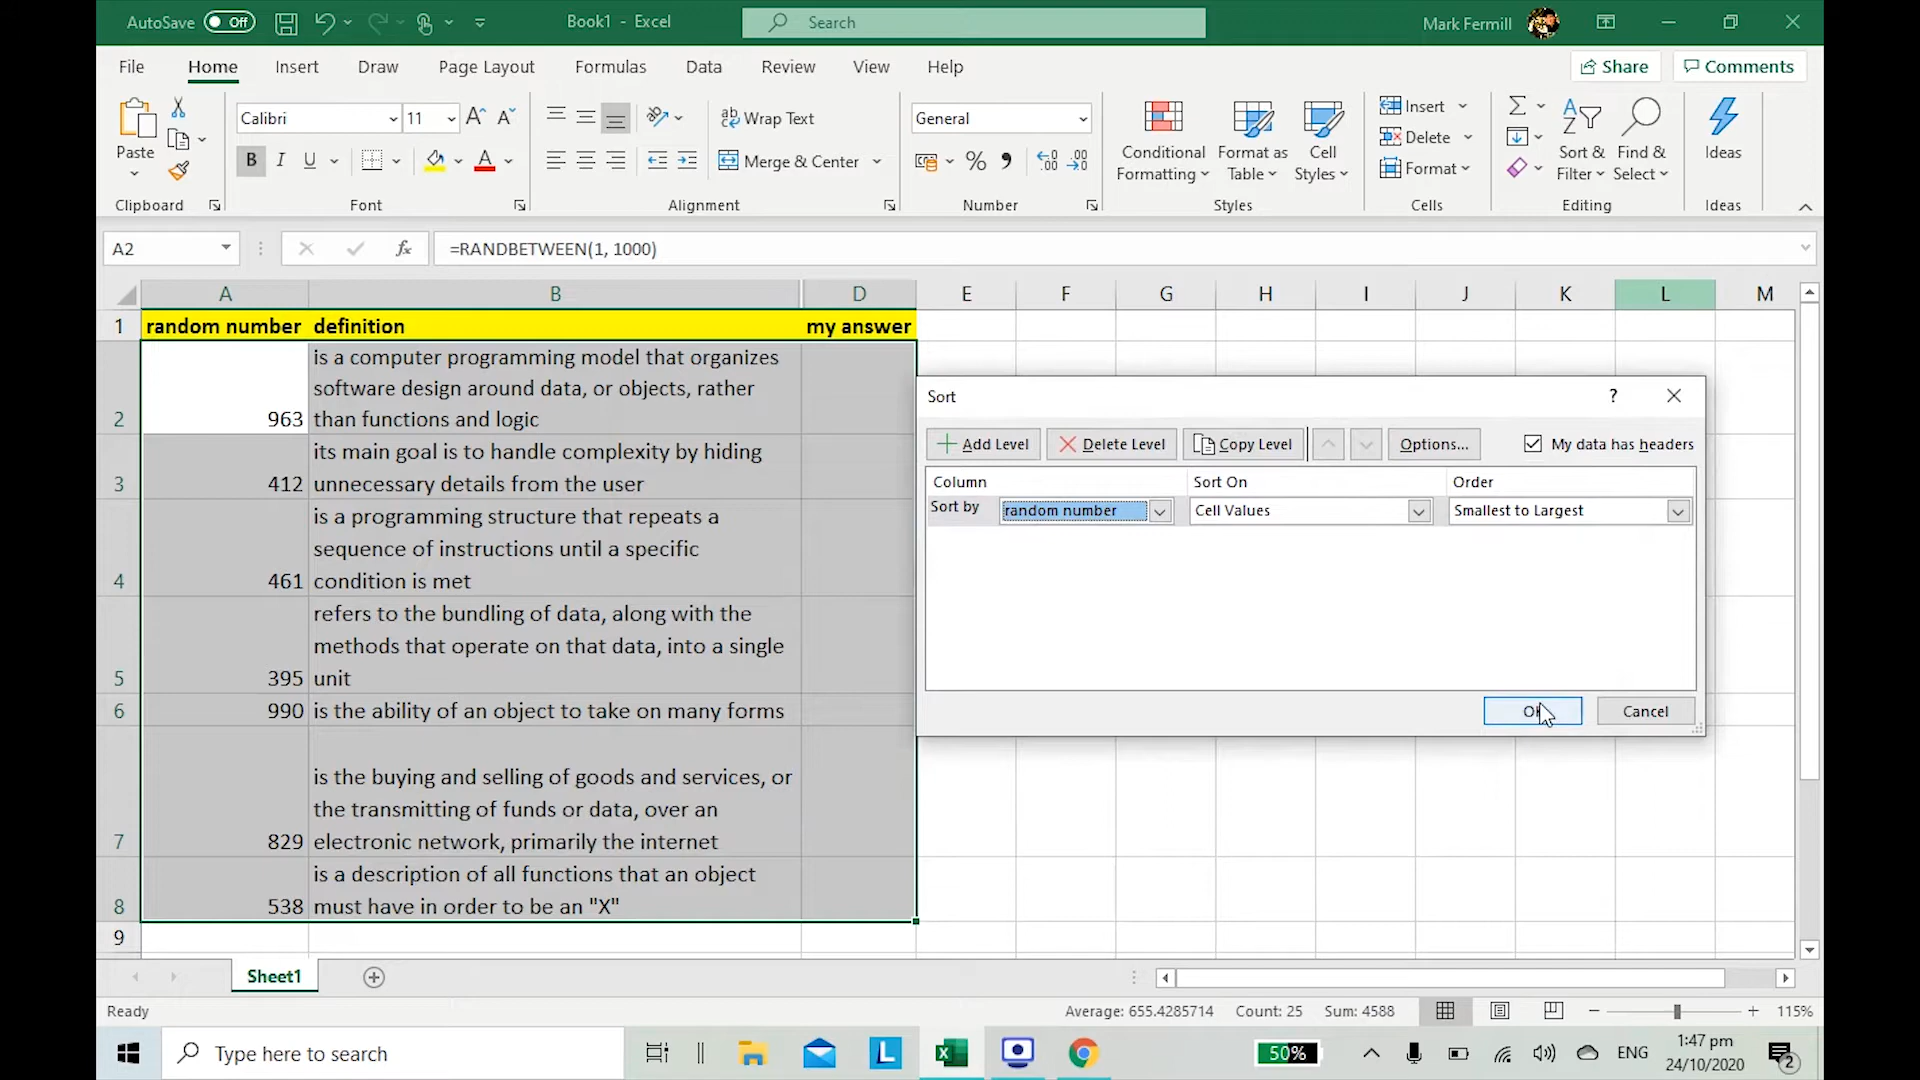 AutoSave Off Book1 - Excel Search Mark Fermill
File Home Insert Draw Page Layout Formulas Data Review View Help Share Comments
Paste
Clipboard
Calibri 11
B I U A
Font
Wrap Text
Merge & Center
Alignment
General
% 9
Number
Conditional Formatting
Format as Table
Cell Styles
Styles
Insert
Delete
Format
Cells
Sort & Filter
Find & Select
Editing
Ideas
Ideas
A2 fx =RANDBETWEEN(1, 1000)
A B D E F G H I J K L M
1 random number definition my answer
is a computer programming model that organizes
software design around data, or objects, rather
2 963 than functions and logic
its main goal is to handle complexity by hiding
3 412 unnecessary details from the user
is a programming structure that repeats a
sequence of instructions until a specific
4 461 condition is met
refers to the bundling of data, along with the
methods that operate on that data, into a single
5 395 unit
6 990 is the ability of an object to take on many forms
is the buying and selling of goods and services, or
the transmitting of funds or data, over an
7 829 electronic network, primarily the internet
is a description of all functions that an object
8 538 must have in order to be an "X"
9
Sort ?
Add Level Delete Level Copy Level Options... My data has headers
Column Sort On Order
Sort by random number Cell Values Smallest to Largest
OK Cancel
Sheet1
Ready Average: 655.4285714 Count: 25 Sum: 4588 115%
Type here to search 50% ENG 1:47 pm
24/10/2020 2